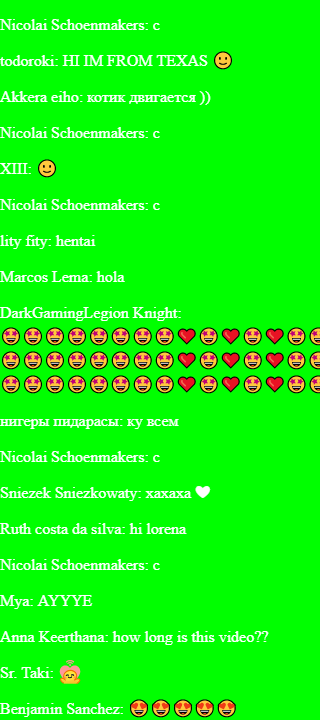 Nicolai Schoenmakers: c
todoroki: HI IM FROM TEXAS 🙂
Akkera eiho: котик двигается ))
Nicolai Schoenmakers: c
XIII: 🙂
Nicolai Schoenmakers: c
lity fity: hentai
Marcos Lema: hola
DarkGamingLegion Knight:
🤩🤩🤩🤩🤩🤩🤩🤩❤🤩❤🤩❤🤩🤩
🤩🤩🤩🤩🤩🤩🤩🤩❤🤩❤🤩❤🤩🤩
🤩🤩🤩🤩🤩🤩🤩🤩❤🤩❤🤩❤🤩🤩
нигеры пидарасы: ку всем
Nicolai Schoenmakers: c
Sniezek Sniezkowaty: xaxaxa 🤍
Ruth costa da silva: hi lorena
Nicolai Schoenmakers: c
Mya: AYYYE
Anna Keerthana: how long is this video??
Sr. Taki: 🙆
Benjamin Sanchez: 😍😍😍😍😍